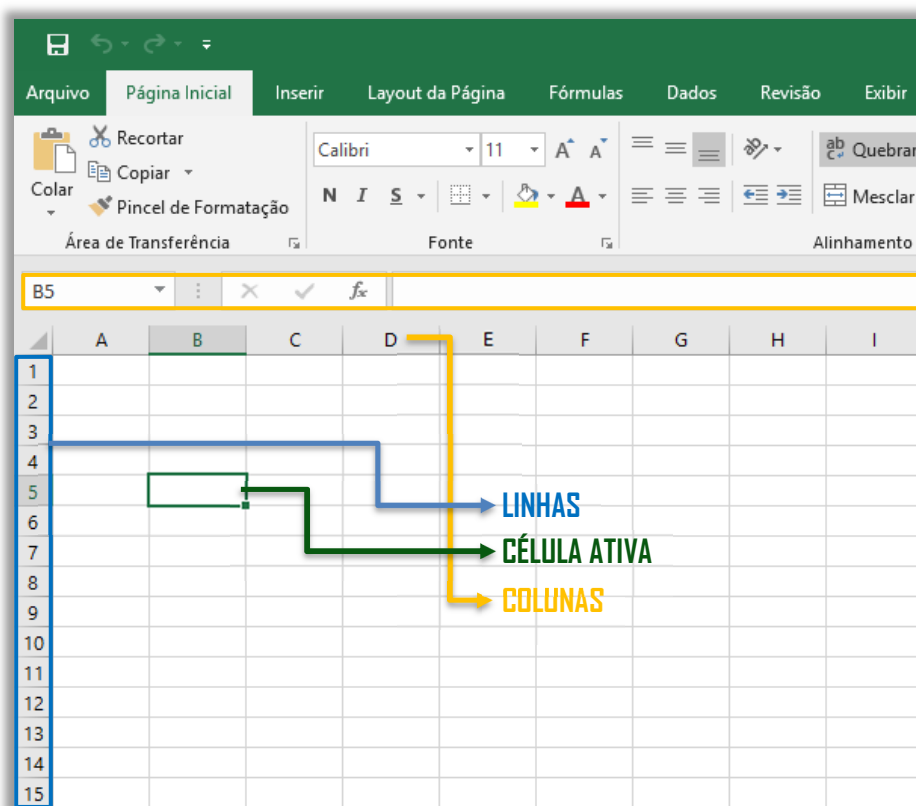 Arquivo Página Inicial Inserir Layout da Página Fórmulas Dados Revisão Exibir
Colar
Recortar
Copiar
Pincel de Formatação
Área de Transferência
Calibri 11 A A
N I S A
Fonte
ab Quebrar
Mesclar
Alinhamento
B5 fx
A B C D E F G H I
1
2
3
4
5
6
7
8
9
10
11
12
13
14
15
LINHAS
CÉLULA ATIVA
COLUNAS